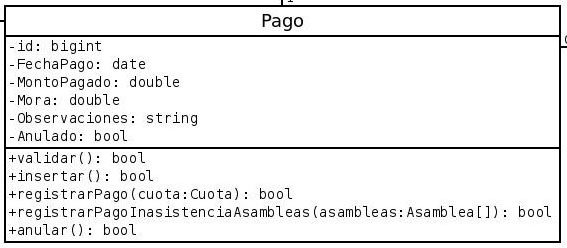 Pago
-id: bigint
-FechaPago: date
-MontoPagado: double
-Mora: double
-Observaciones: string
-Anulado: bool
+validar(): bool
+insertar(): bool
+registrarPago(cuota:Cuota): bool
+registrarPagoInasistenciaAsambleas(asambleas:Asamblea[]): bool
+anular(): bool